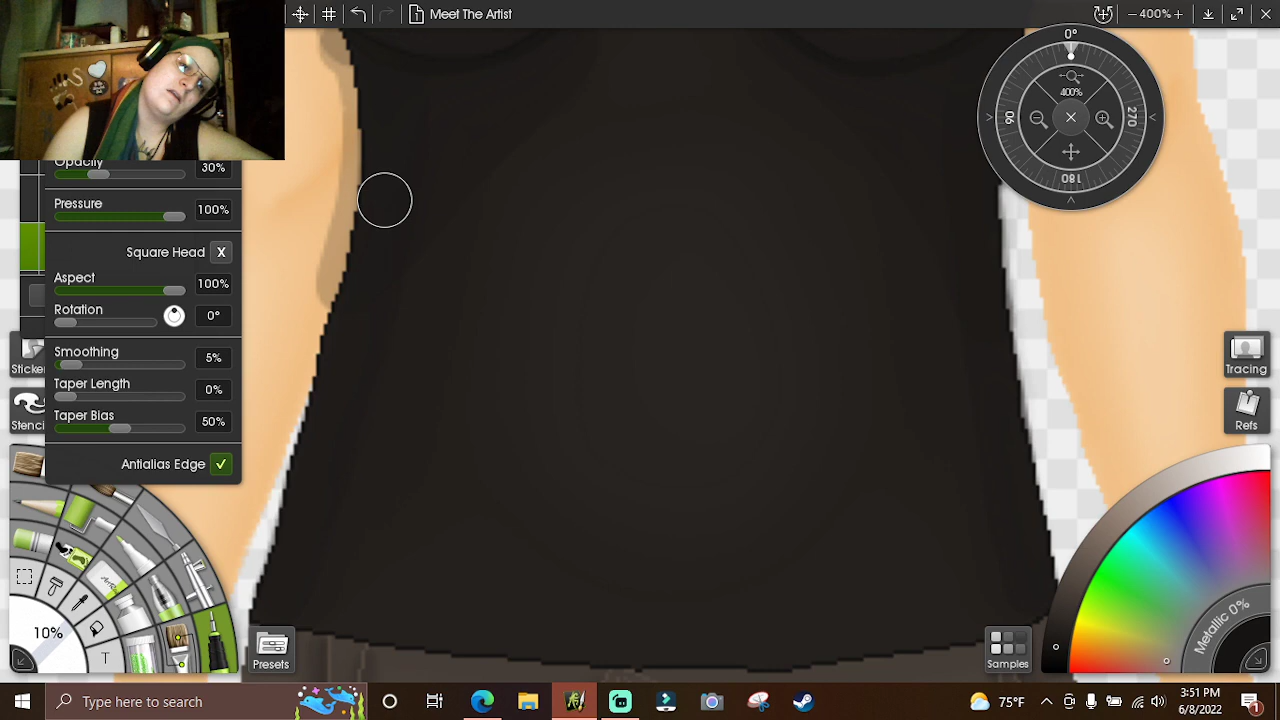 Meet The Artist
400%
0°
400%
90
270
180
Opacity
30%
Pressure
100%
Square Head
X
Aspect
100%
Rotation
0°
Smoothing
5%
Taper Length
0%
Taper Bias
50%
Antialias Edge
Tracing
Refs
10%
T
Presets
Samples
Metallic 0%
Type here to search
75°F
3:51 PM
6/8/2022
1